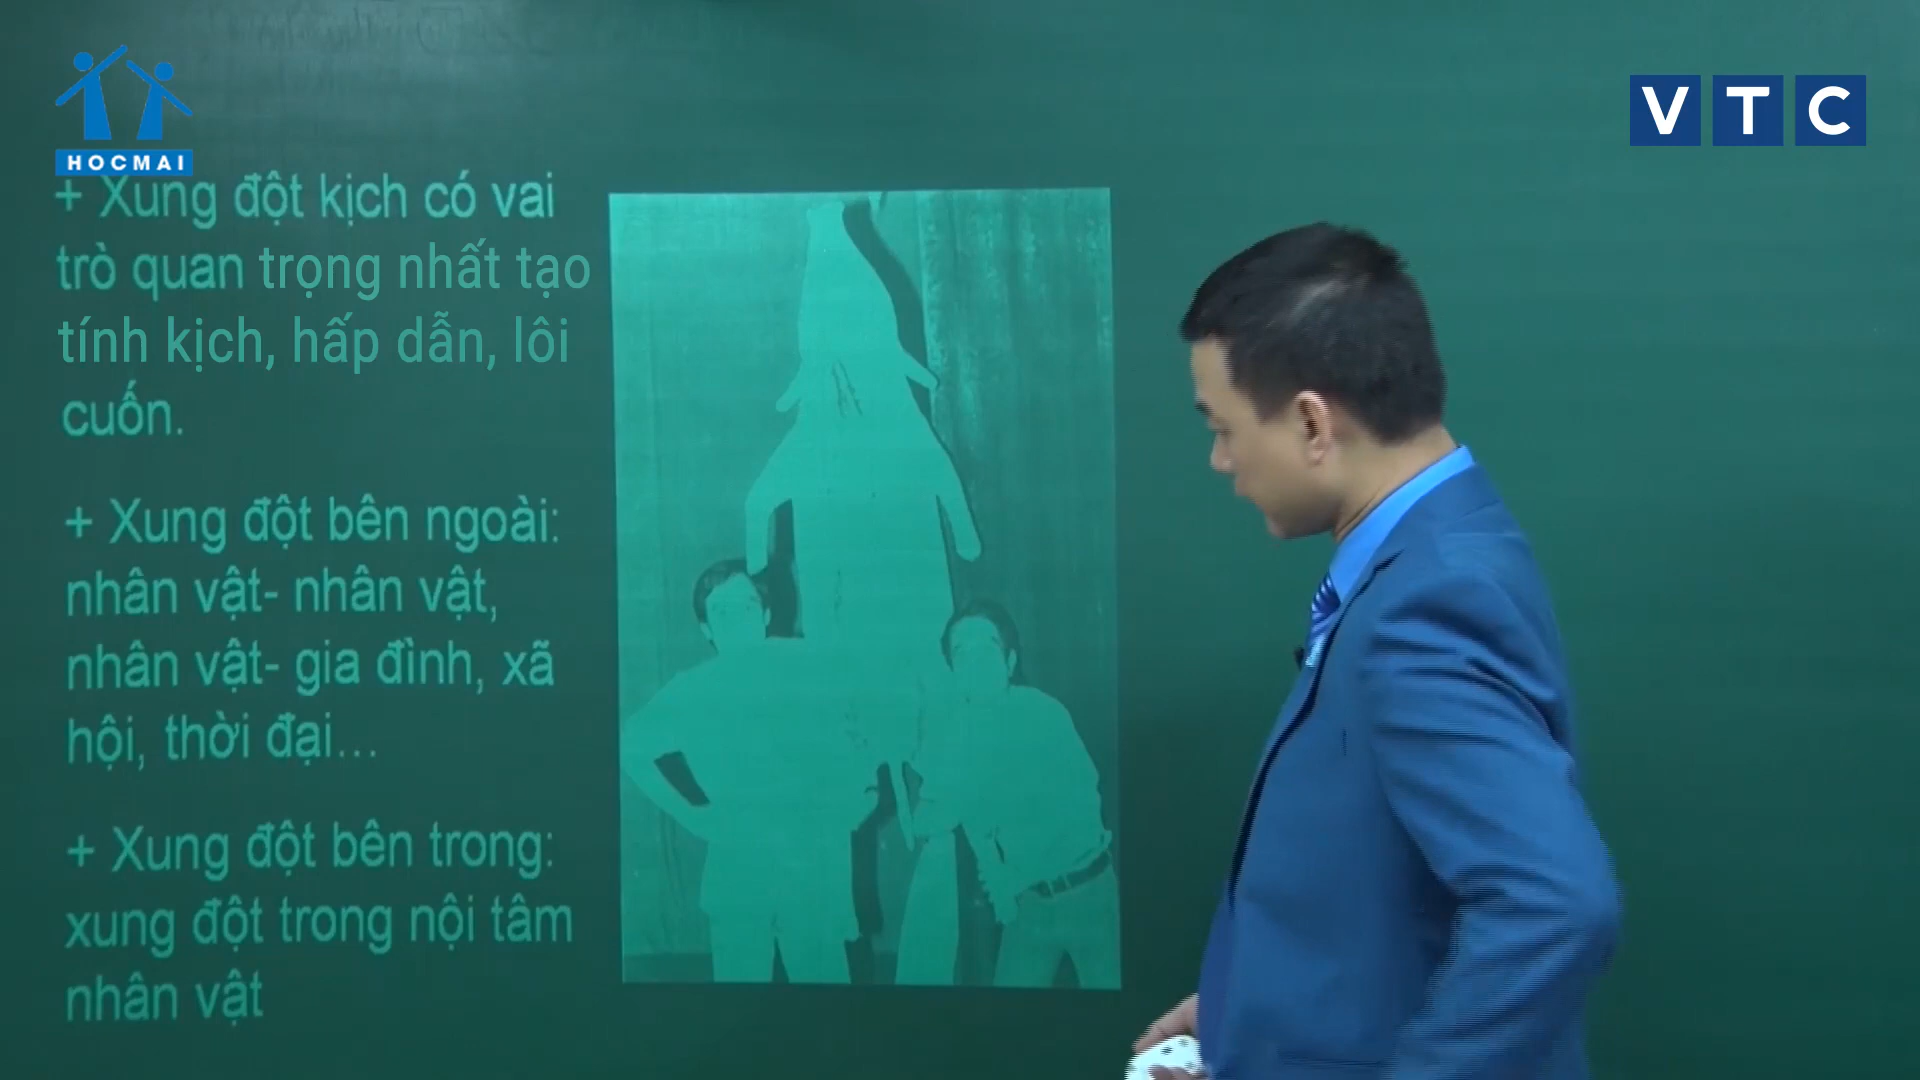 HOCMAI
VTC
+ Xung đột kịch có vai
trò quan trọng nhất tạo
tính kịch, hấp dẫn, lôi
cuốn.
+ Xung đột bên ngoài:
nhân vật- nhân vật,
nhân vật- gia đình, xã
hội, thời đại...
+ Xung đột bên trong:
xung đột trong nội tâm
nhân vật